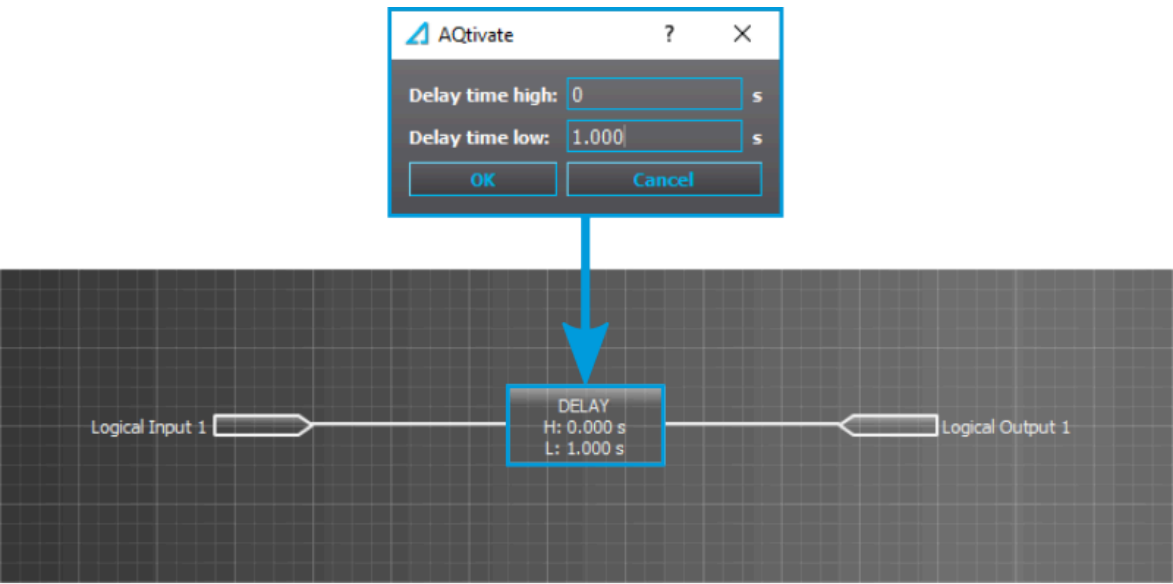 AQtivate ?
Delay time high: 0 s
Delay time low: 1.000 s
OK Cancel
DELAY
H: 0.000 s
L: 1.000 s
Logical Input 1
Logical Output 1